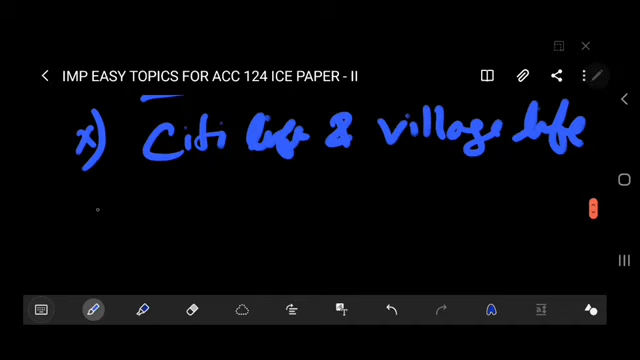 IMP EASY TOPICS FOR ACC 124 ICE PAPER - II
x) Citi life & village life